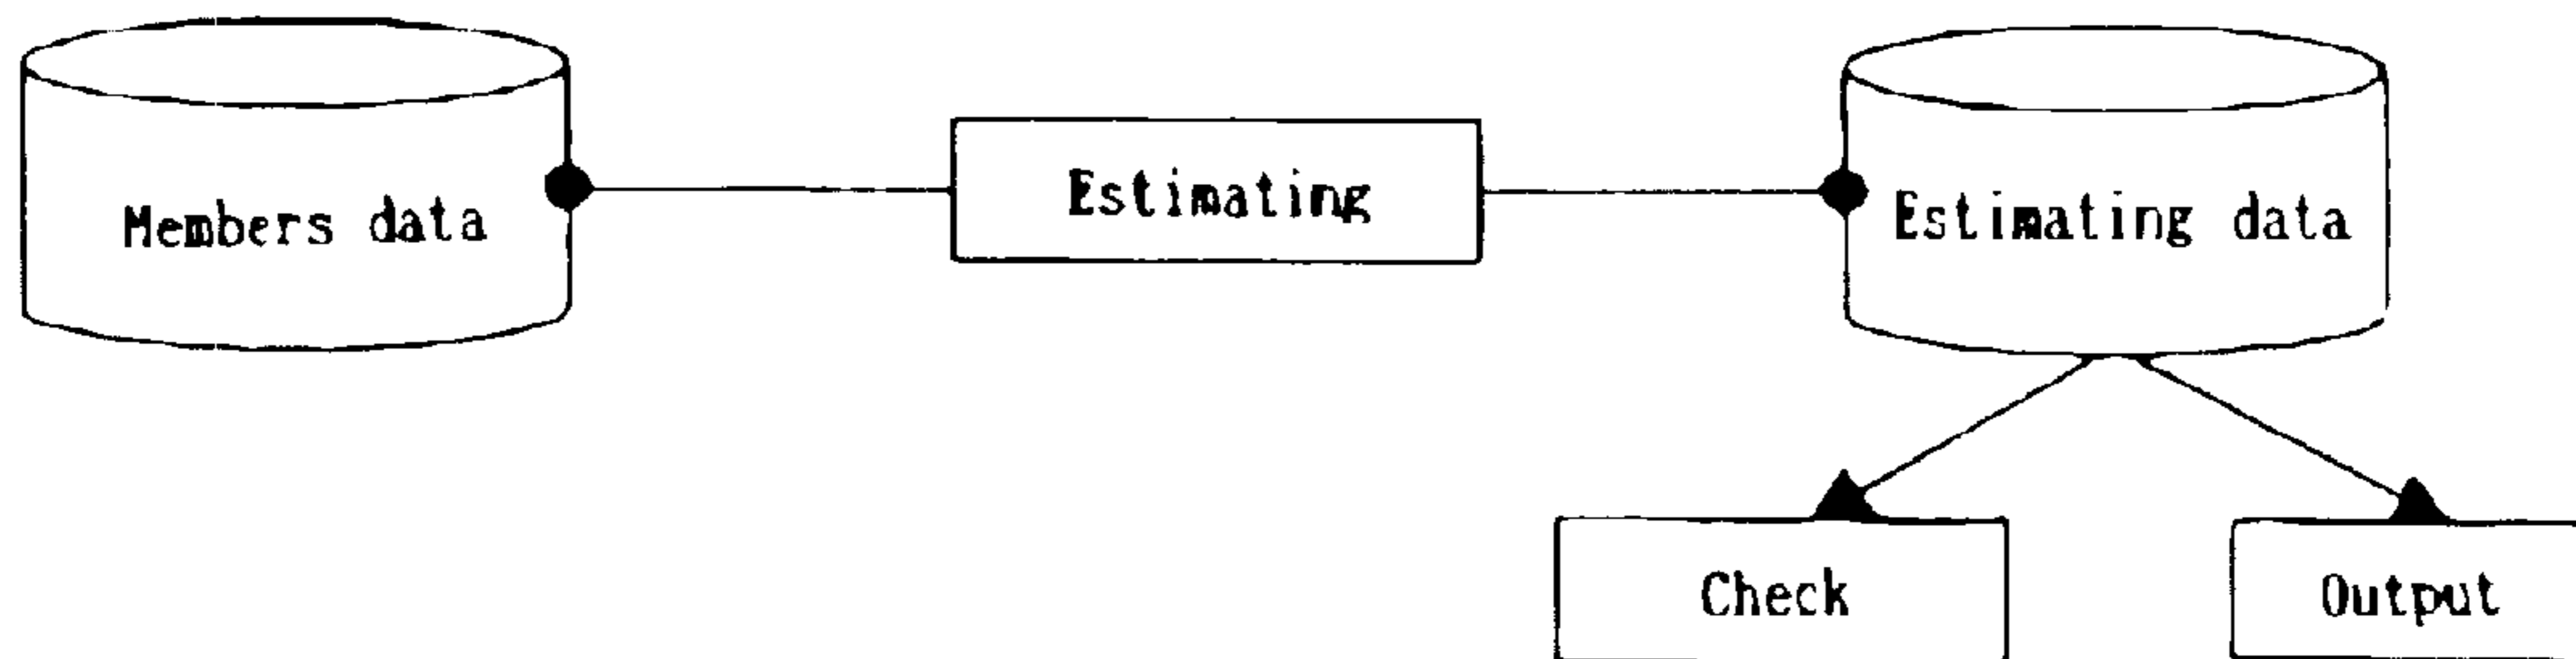 Members data
Estimating
Estimating data
Check
Output